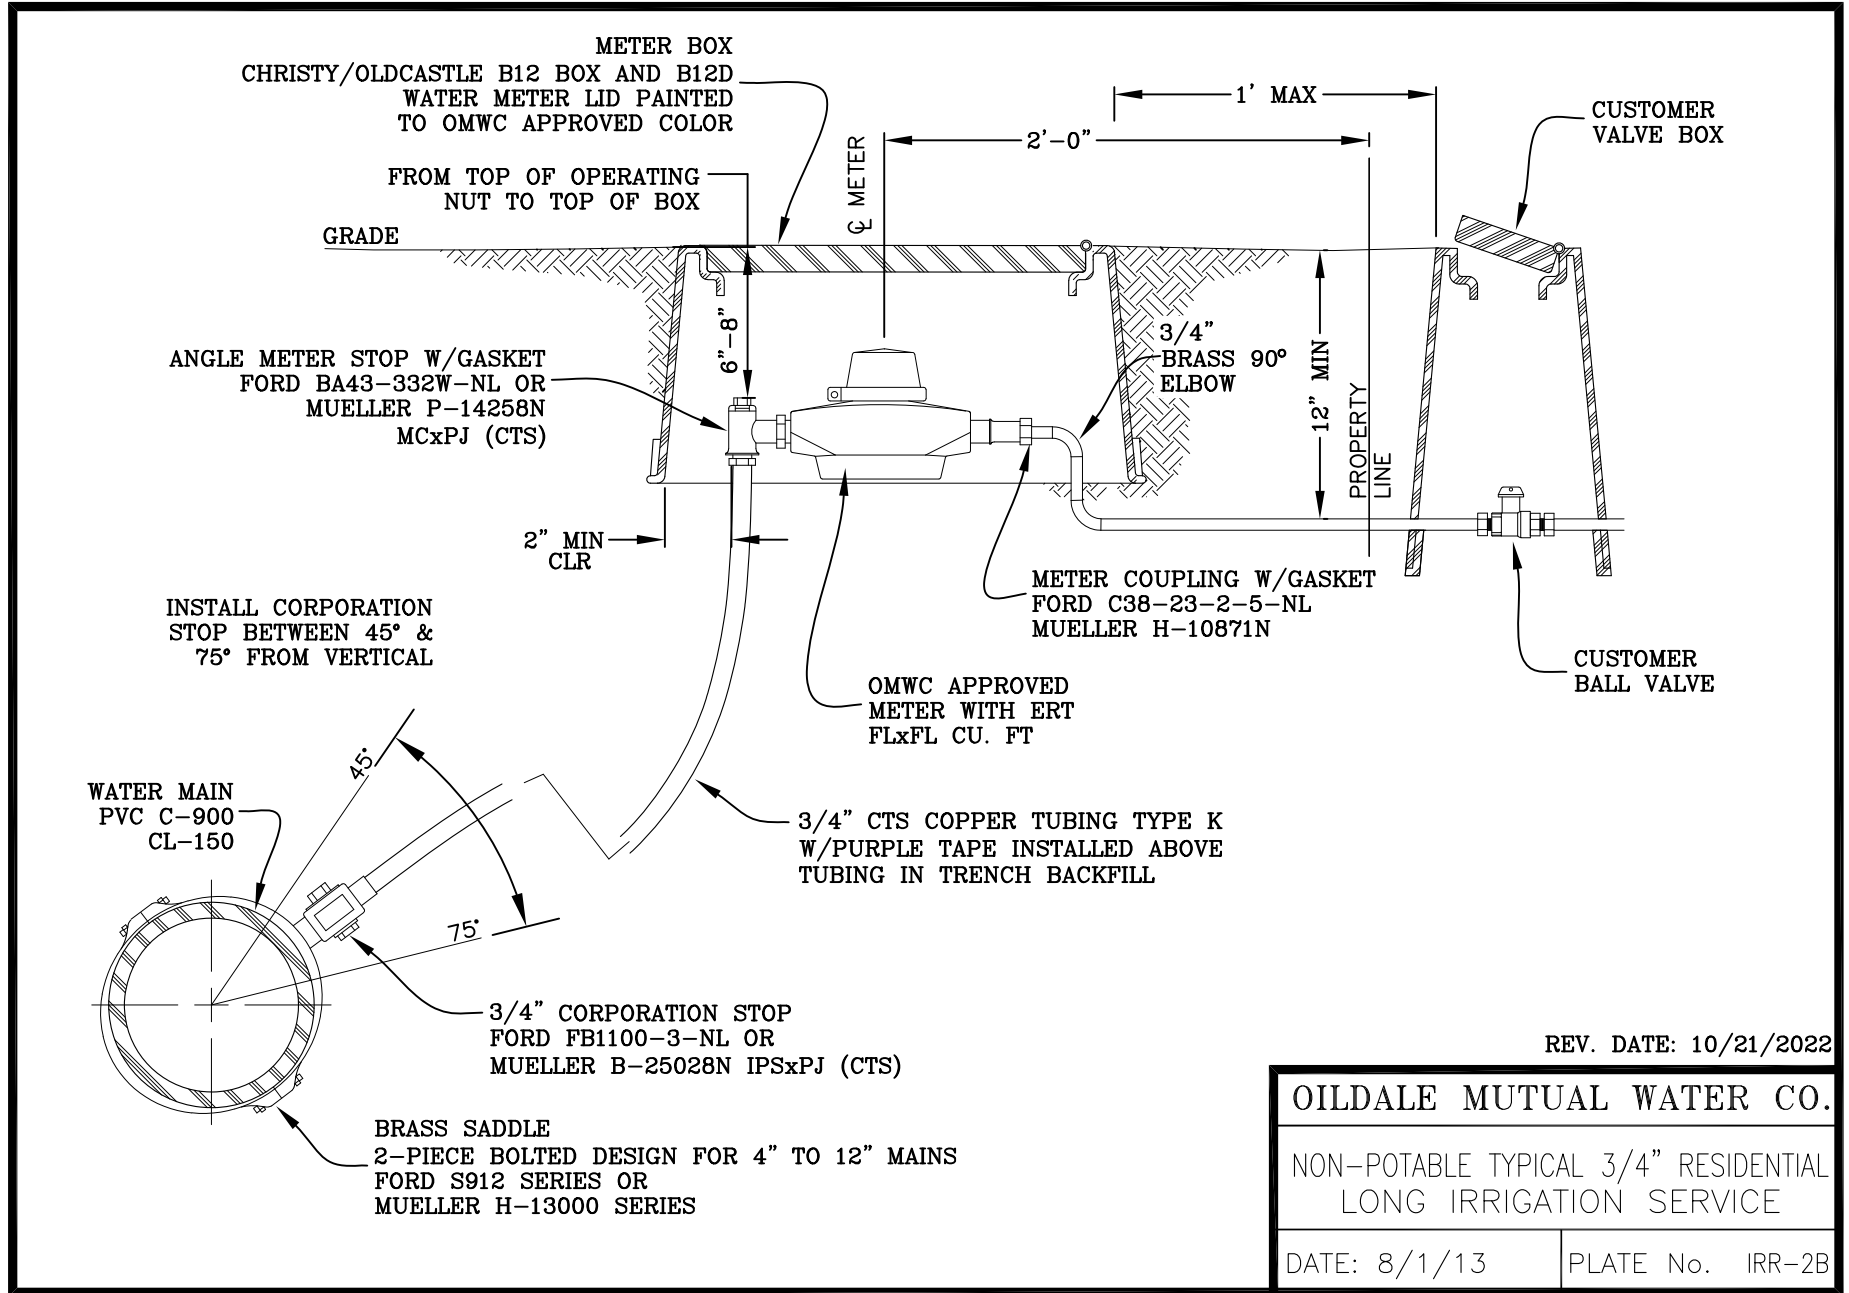 METER BOX
CHRISTY/OLDCASTLE B12 BOX AND B12D
WATER METER LID PAINTED
TO OMWC APPROVED COLOR
FROM TOP OF OPERATING
NUT TO TOP OF BOX
GRADE
℄ METER
2'-0"
1' MAX
CUSTOMER
VALVE BOX
6"-8"
ANGLE METER STOP W/GASKET
FORD BA43-332W-NL OR
MUELLER P-14258N
MCxPJ (CTS)
3/4"
BRASS 90°
ELBOW
12" MIN
PROPERTY
LINE
2" MIN
CLR
METER COUPLING W/GASKET
FORD C38-23-2-5-NL
MUELLER H-10871N
INSTALL CORPORATION
STOP BETWEEN 45° &
75° FROM VERTICAL
CUSTOMER
BALL VALVE
OMWC APPROVED
METER WITH ERT
FLxFL CU. FT
45°
WATER MAIN
PVC C-900
CL-150
3/4" CTS COPPER TUBING TYPE K
W/PURPLE TAPE INSTALLED ABOVE
TUBING IN TRENCH BACKFILL
75°
3/4" CORPORATION STOP
FORD FB1100-3-NL OR
MUELLER B-25028N IPSxPJ (CTS)
BRASS SADDLE
2-PIECE BOLTED DESIGN FOR 4" TO 12" MAINS
FORD S912 SERIES OR
MUELLER H-13000 SERIES
REV. DATE: 10/21/2022
OILDALE MUTUAL WATER CO.
NON-POTABLE TYPICAL 3/4" RESIDENTIAL
LONG IRRIGATION SERVICE
DATE: 8/1/13
PLATE No. IRR-2B